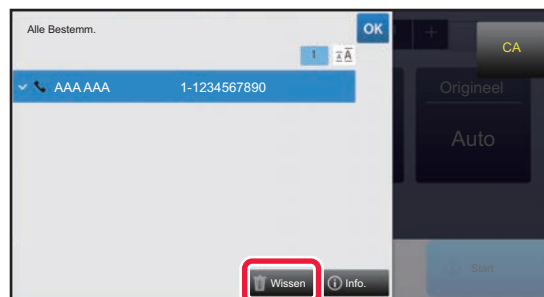 Alle Bestemm.
OK
CA
1
AAA AAA 1-1234567890
Origineel
Auto
Wissen
Info.
Start